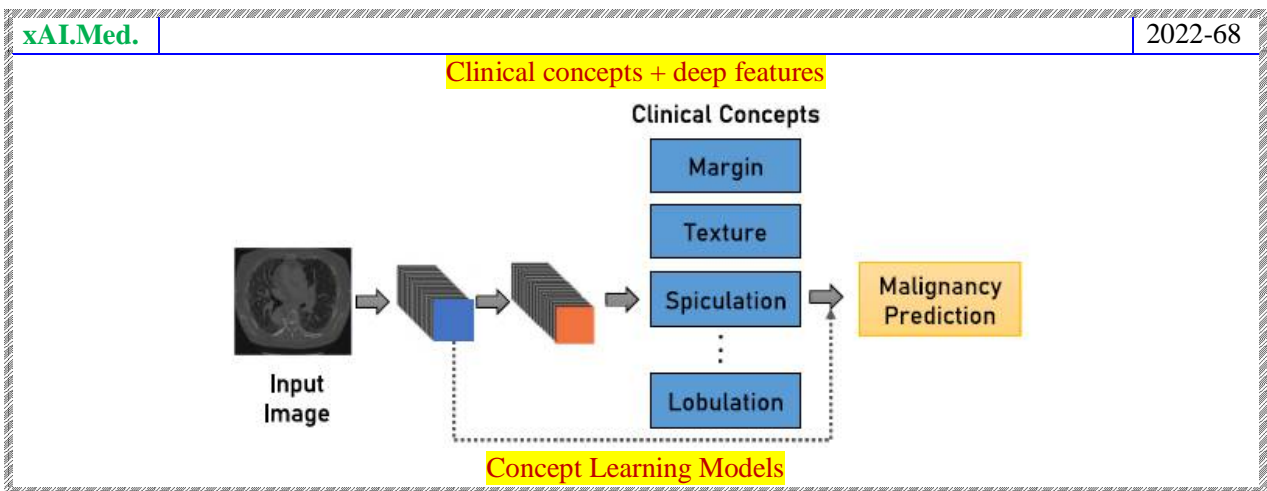 xAI.Med. 2022-68
Clinical concepts + deep features
Clinical Concepts
Margin
Texture
Spiculation
⋮
Lobulation
Malignancy
Prediction
Input
Image
Concept Learning Models